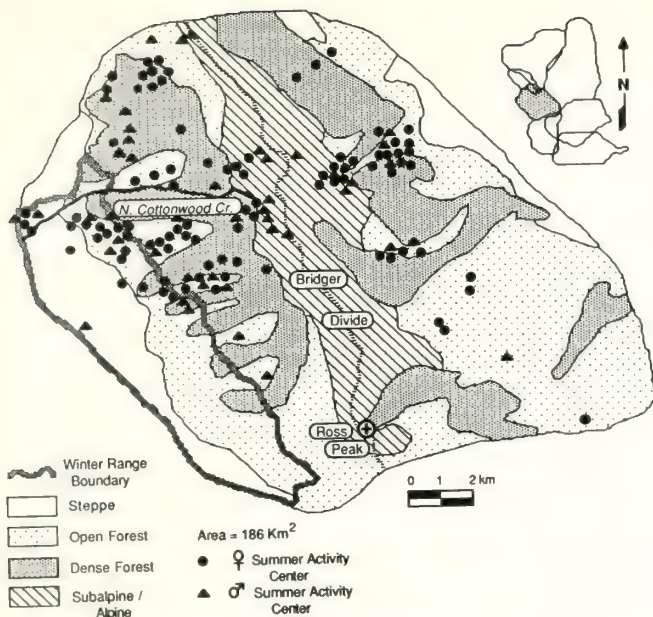 N
N. Cottonwood Cr.
Bridger
Divide
Ross
Peak
0 1 2 km
Winter Range
Boundary
Steppe
Open Forest
Dense Forest
Subalpine /
Alpine
Area = 186 Km²
♀ Summer Activity
Center
♂ Summer Activity
Center